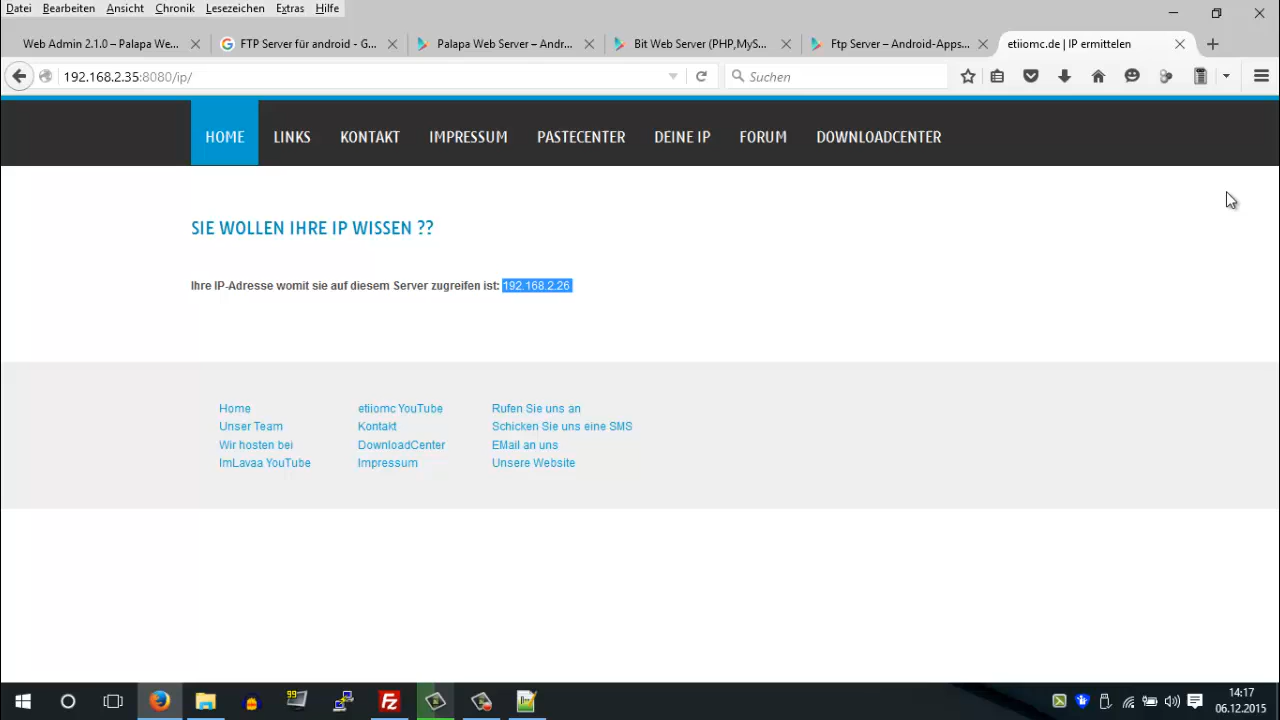 Datei Bearbeiten Ansicht Chronik Lesezeichen Extras Hilfe
Web Admin 2.1.0 – Palapa We... FTP Server für android - G... Palapa Web Server – Andr... Bit Web Server (PHP,MyS... Ftp Server – Android-Apps... etiiomc.de | IP ermitteln
192.168.2.35:8080/ip/ Suchen
HOME LINKS KONTAKT IMPRESSUM PASTECENTER DEINE IP FORUM DOWNLOADCENTER
SIE WOLLEN IHRE IP WISSEN ??
Ihre IP-Adresse womit sie auf diesem Server zugreifen ist: 192.168.2.26
Home etiiomc YouTube Rufen Sie uns an
Unser Team Kontakt Schicken Sie uns eine SMS
Wir hosten bei DownloadCenter EMail an uns
ImLavaa YouTube Impressum Unsere Website
99
14:17
06.12.2015